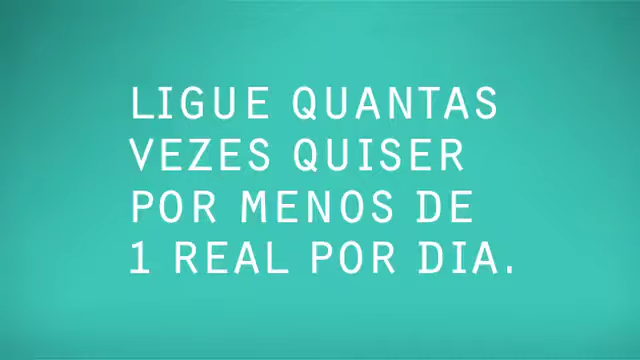 LIGUE QUANTAS
VEZES QUISER
POR MENOS DE
1 REAL POR DIA.